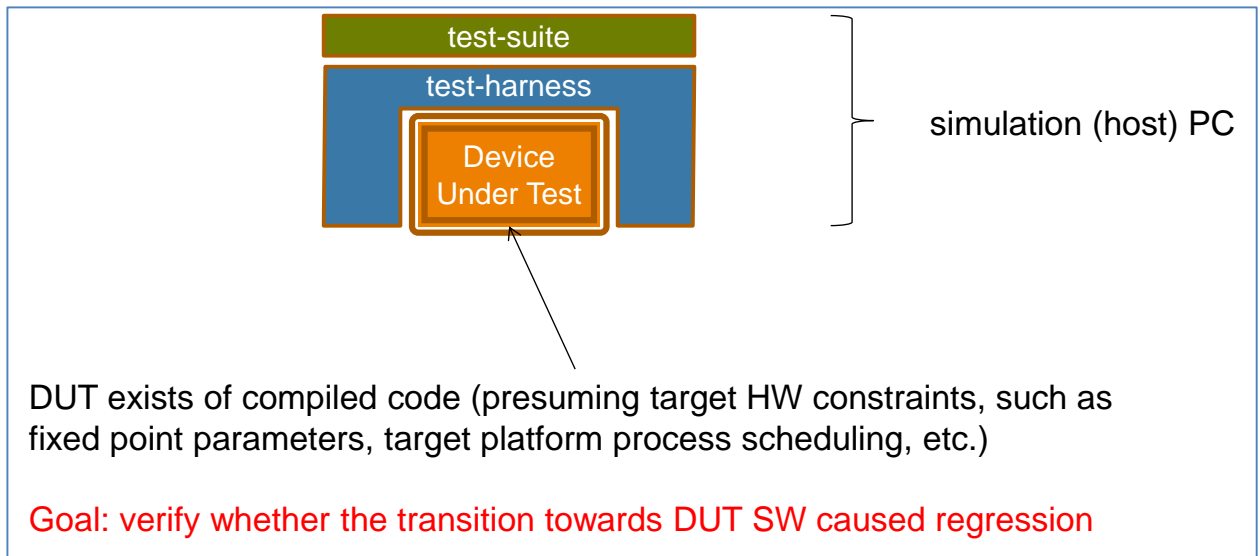 test-suite
test-harness
Device
Under Test
simulation (host) PC
DUT exists of compiled code (presuming target HW constraints, such as
fixed point parameters, target platform process scheduling, etc.)
Goal: verify whether the transition towards DUT SW caused regression